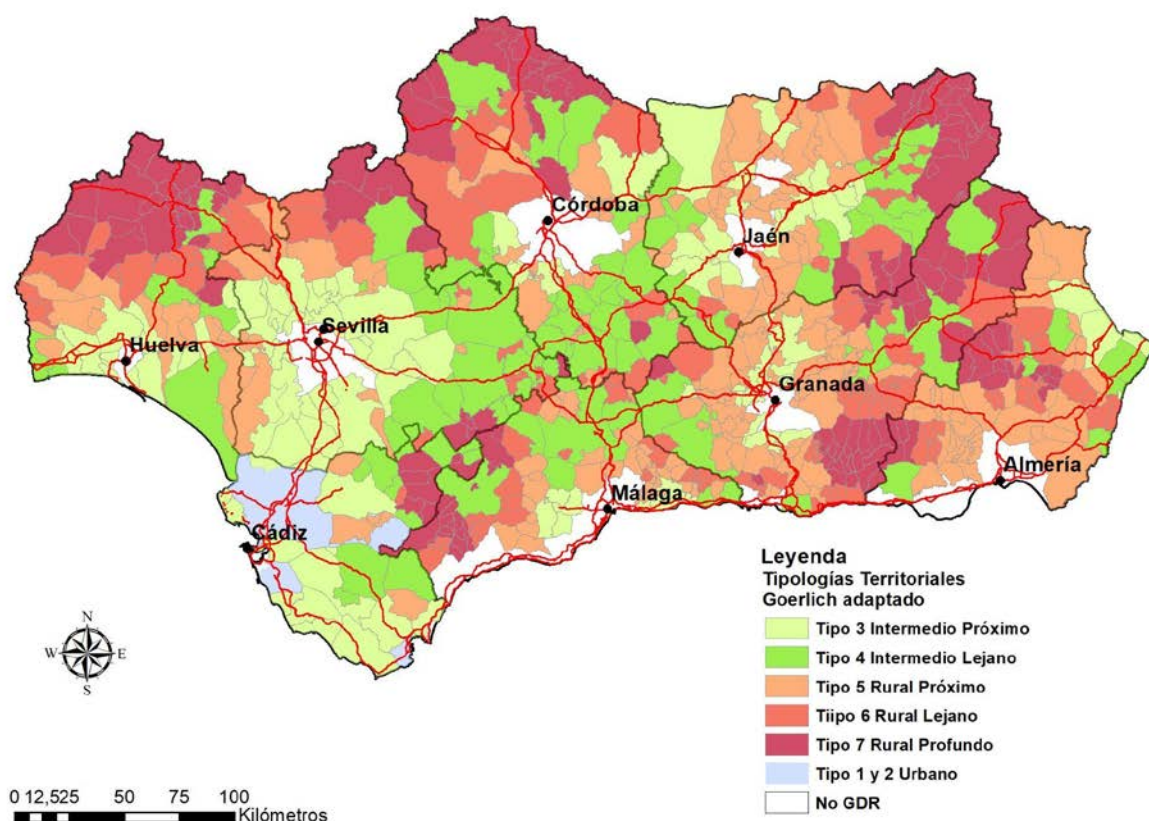 Córdoba
Jaén
Sevilla
Huelva
Granada
Almería
Málaga
Cádiz
Leyenda
Tipologías Territoriales
Goerlich adaptado
Tipo 3 Intermedio Próximo
Tipo 4 Intermedio Lejano
Tipo 5 Rural Próximo
Tiipo 6 Rural Lejano
Tipo 7 Rural Profundo
Tipo 1 y 2 Urbano
No GDR
N
W E
S
0 12,525 50 75 100
Kilómetros